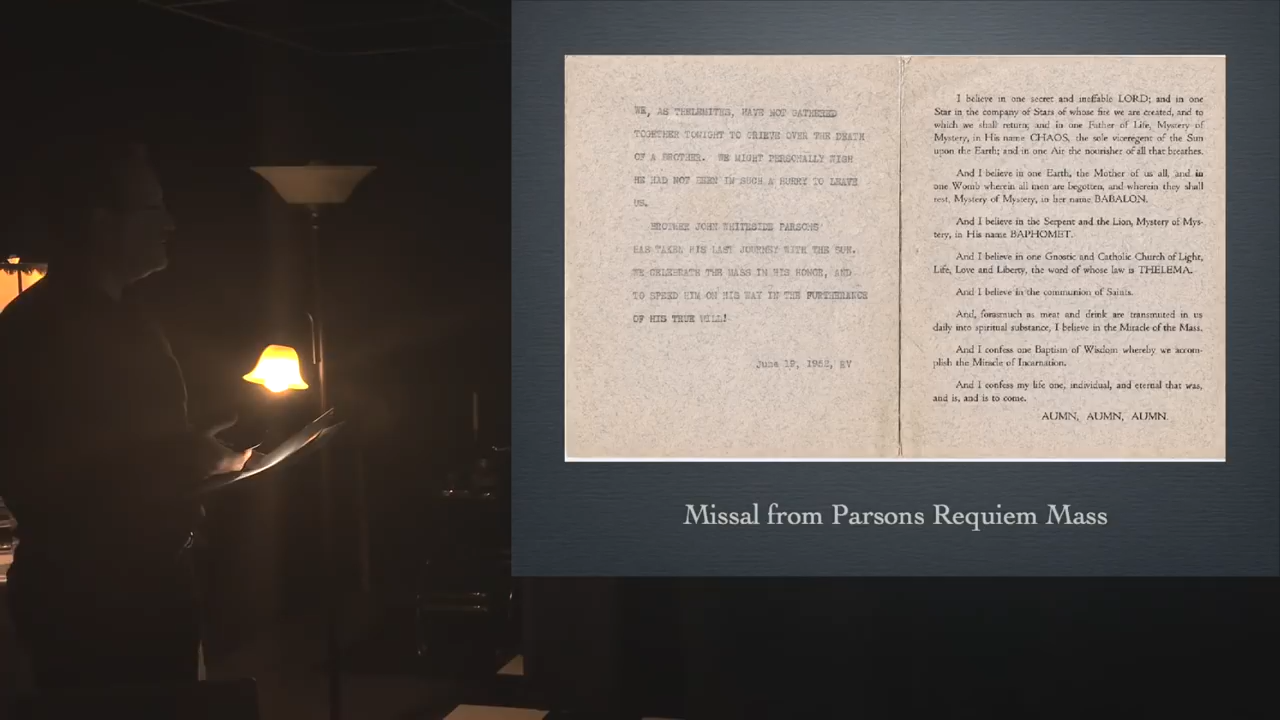 WE, AS THELEMITES, HAVE NOT GATHERED
TOGETHER TONIGHT TO GRIEVE OVER THE DEATH
OF A BROTHER. WE MIGHT PERSONALLY WISH
HE HAD NOT BEEN IN SUCH A HURRY TO LEAVE
US.
BROTHER JOHN WHITESIDE PARSONS
HAS TAKEN HIS LAST JOURNEY WITH THE SUN.
WE CELEBRATE THE MASS IN HIS HONOR, AND
TO SPEED HIM ON HIS WAY IN THE FURTHERANCE
OF HIS TRUE WILL!
June 19, 1952, EV
I believe in one secret and ineffable LORD; and in one
Star in the company of Stars of whose fire we are created, and to
which we shall return; and in one Father of Life, Mystery of
Mystery, in His name CHAOS, the sole viceregent of the Sun
upon the Earth; and in one Air the nourisher of all that breathes.
And I believe in one Earth, the Mother of us all, and in
one Womb wherein all men are begotten, and wherein they shall
rest, Mystery of Mystery, in her name BABALON.
And I believe in the Serpent and the Lion, Mystery of Mys-
tery, in His name BAPHOMET.
And I believe in one Gnostic and Catholic Church of Light,
Life, Love and Liberty, the word of whose law is THELEMA.
And I believe in the communion of Saints.
And, forasmuch as meat and drink are transmuted in us
daily into spiritual substance, I believe in the Miracle of the Mass.
And I confess one Baptism of Wisdom whereby we accom-
plish the Miracle of Incarnation.
And I confess my life one, individual, and eternal that was,
and is, and is to come.
AUMN, AUMN, AUMN.
Missal from Parsons Requiem Mass